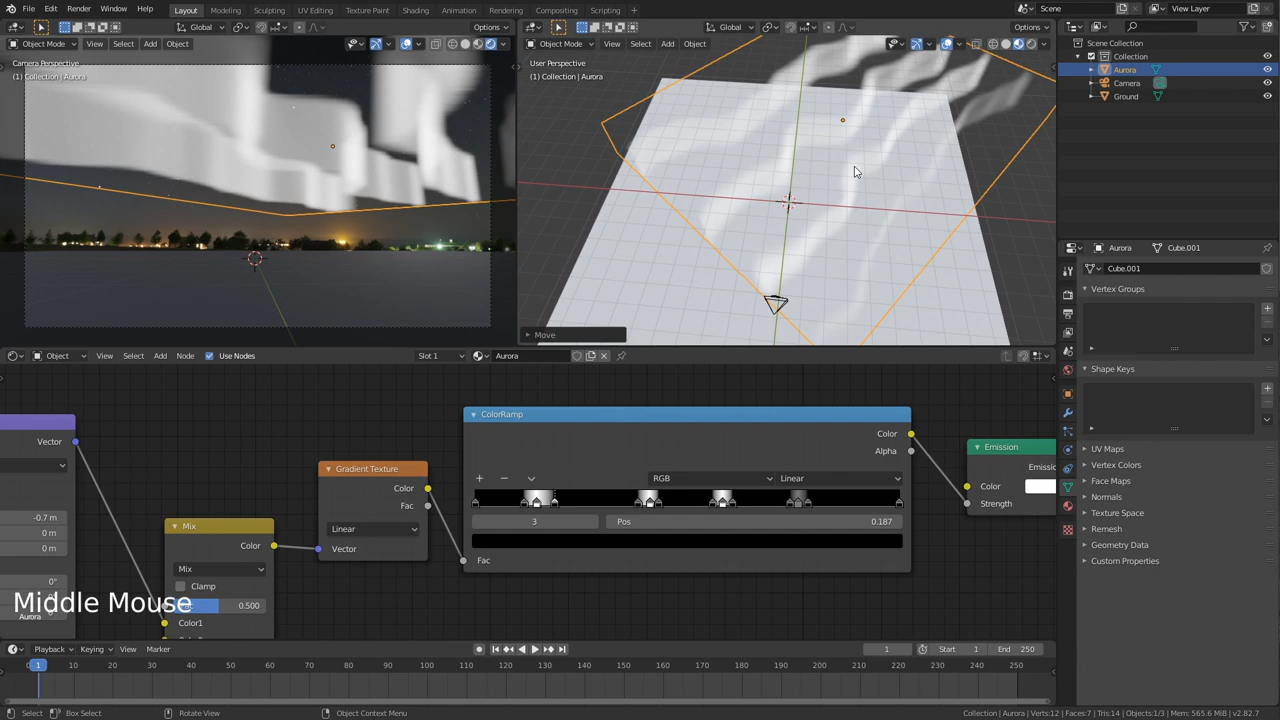 File Edit Render Window Help
Layout Modeling Sculpting UV Editing Texture Paint Shading Animation Rendering Compositing Scripting +
Scene
View Layer
Global
Options
Global
Options
Object Mode View Select Add Object
Object Mode View Select Add Object
Scene Collection
Collection
Aurora
Camera
Ground
Camera Perspective
(1) Collection | Aurora
User Perspective
(1) Collection | Aurora
Move
Aurora
Cube.001
Cube.001
Vertex Groups
Shape Keys
UV Maps
Vertex Colors
Face Maps
Normals
Texture Space
Remesh
Geometry Data
Custom Properties
Object View Select Add Node Use Nodes Slot 1 Aurora
Vector
-0.7 m
0 m
0 m
0°
Aurora
Mix
Color
Mix
Clamp
0.500
Color1
Gradient Texture
Color
Fac
Linear
Vector
ColorRamp
Color
Alpha
RGB
Linear
3
Pos 0.187
Fac
Emission
Color
Strength
Middle Mouse
Playback Keying View Marker
1
Start 1
End 250
1 10 20 30 40 50 60 70 80 90 100 110 120 130 140 150 160 170 180 190 200 210 220 230 240 250
Select Box Select Rotate View Object Context Menu
Collection | Aurora | Verts:12 | Faces:7 | Tris:14 | Objects:1/3 | Mem: 565.6 MiB | v2.82.7